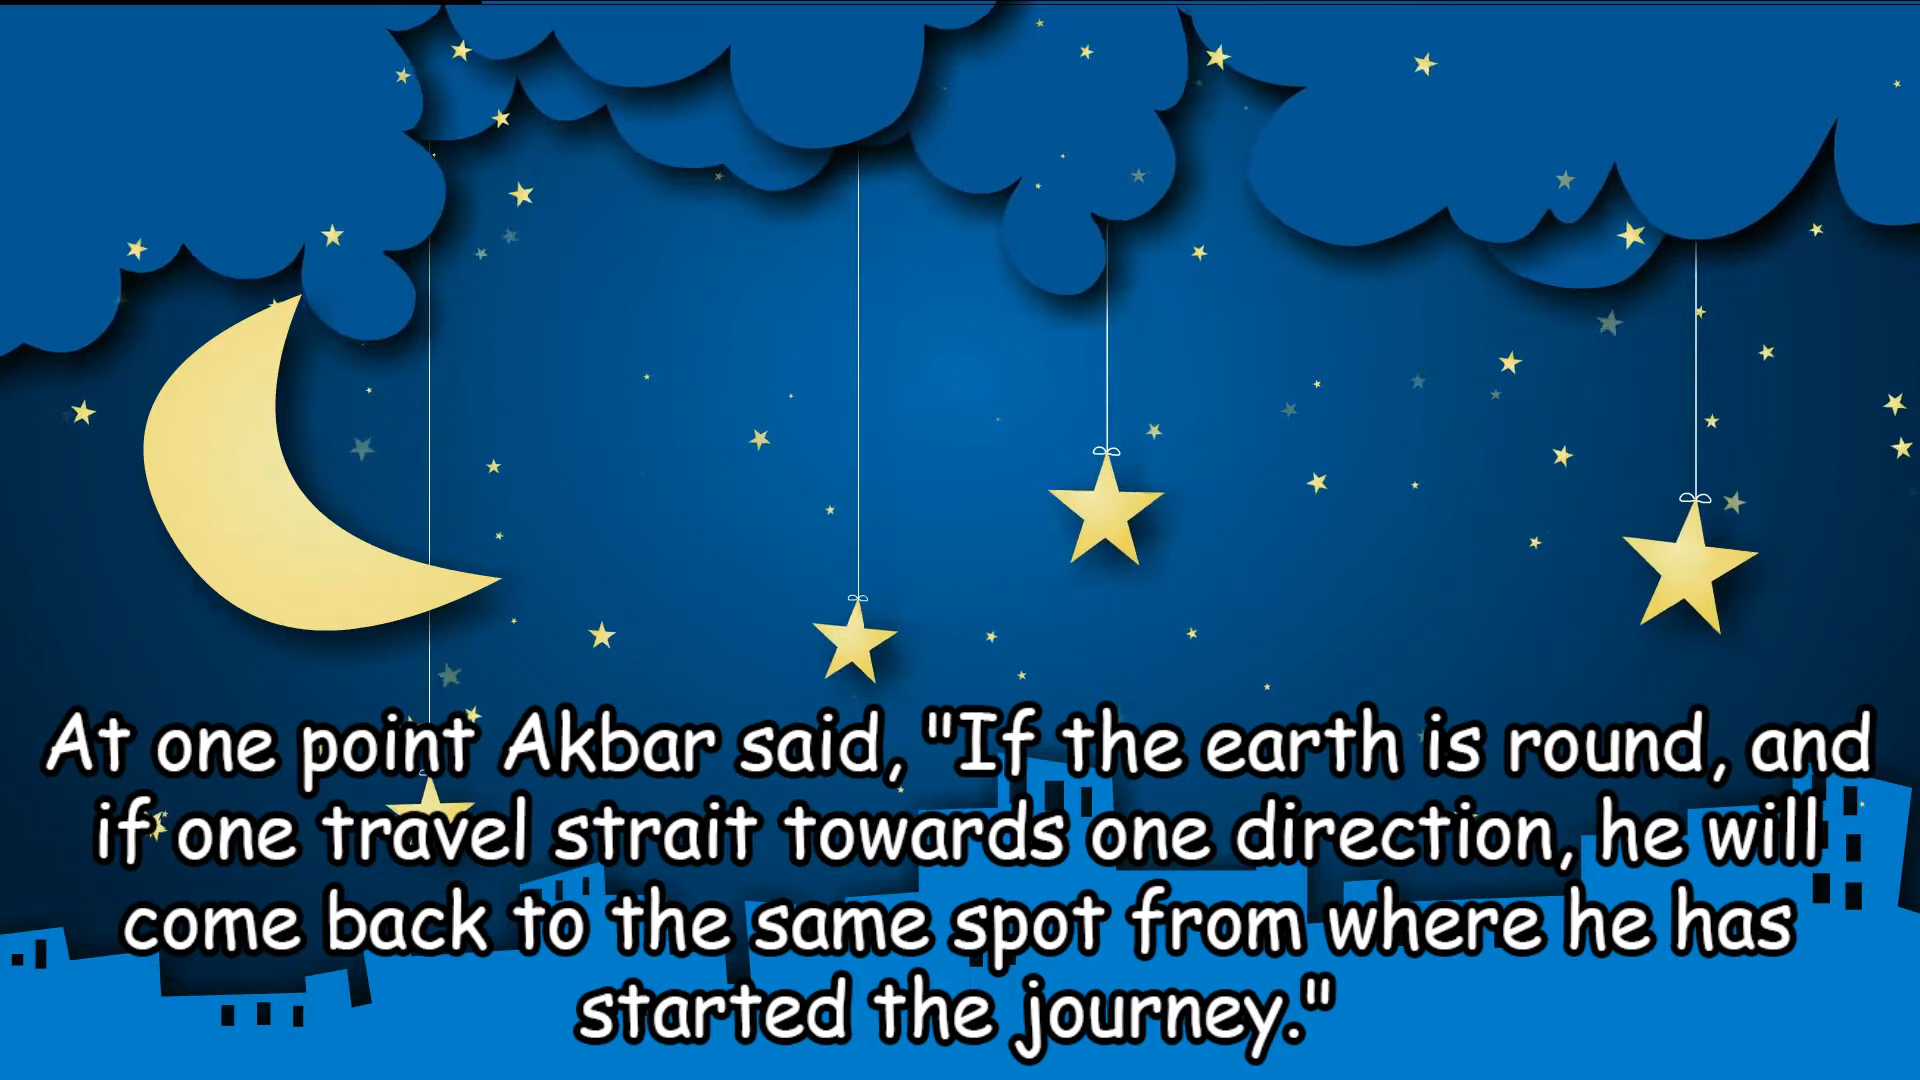 At one point Akbar said, "If the earth is round, and
if one travel strait towards one direction, he will
come back to the same spot from where he has
started the journey."